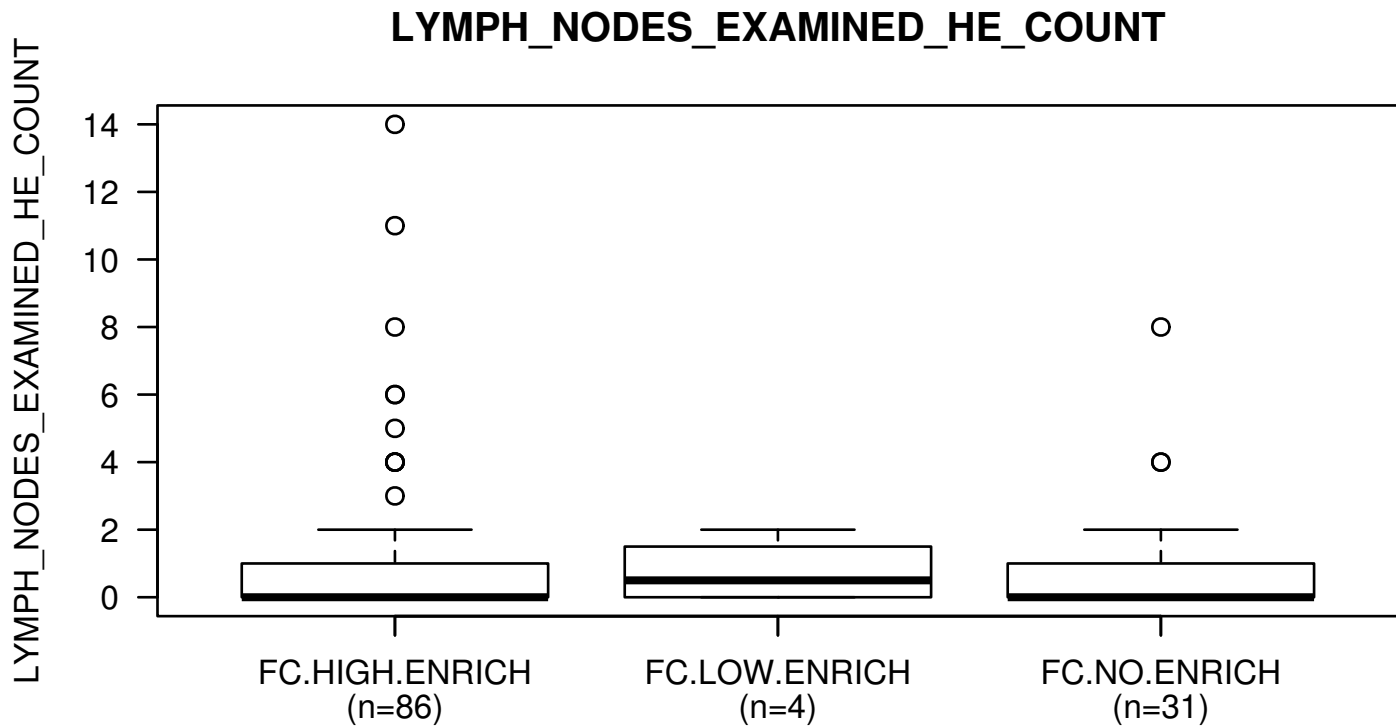 LYMPH_NODES_EXAMINED_HE_COUNT
LYMPH_NODES_EXAMINED_HE_COUNT
14
12
10
8
6
4
2
0
FC.HIGH.ENRICH
(n=86)
FC.LOW.ENRICH
(n=4)
FC.NO.ENRICH
(n=31)